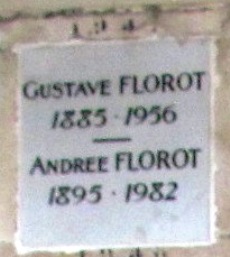 GUSTAVE FLOROT
1885 · 1956
ANDREE FLOROT
1895 · 1982